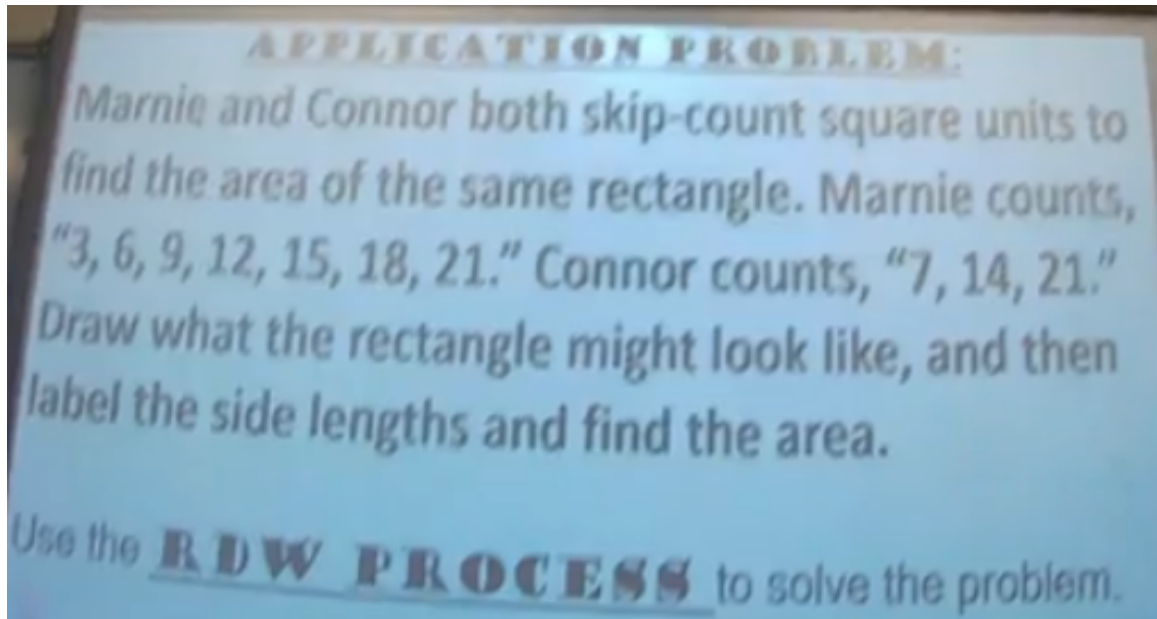 APPLICATION PROBLEM:
Marnie and Connor both skip-count square units to
find the area of the same rectangle. Marnie counts,
"3, 6, 9, 12, 15, 18, 21." Connor counts, "7, 14, 21."
Draw what the rectangle might look like, and then
label the side lengths and find the area.
Use the RDW PROCESS to solve the problem.